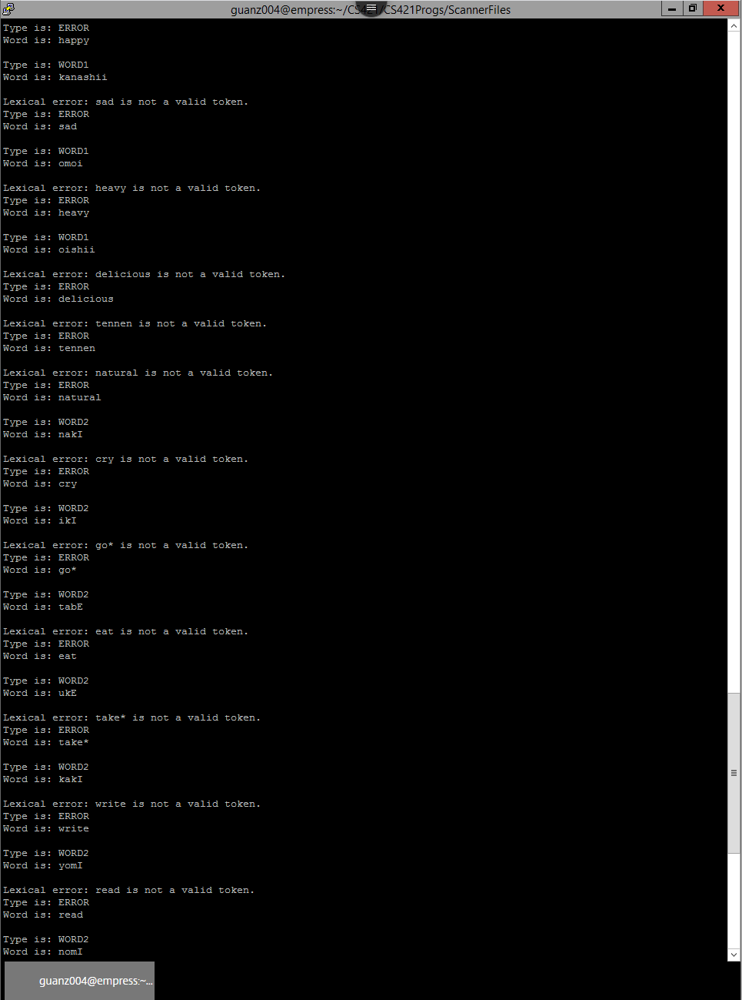 guanz004@empress:~/CS421/CS421Progs/ScannerFiles
Type is: ERROR
Word is: happy
Type is: WORD1
Word is: kanashii
Lexical error: sad is not a valid token.
Type is: ERROR
Word is: sad
Type is: WORD1
Word is: omoi
Lexical error: heavy is not a valid token.
Type is: ERROR
Word is: heavy
Type is: WORD1
Word is: oishii
Lexical error: delicious is not a valid token.
Type is: ERROR
Word is: delicious
Lexical error: tennen is not a valid token.
Type is: ERROR
Word is: tennen
Lexical error: natural is not a valid token.
Type is: ERROR
Word is: natural
Type is: WORD2
Word is: nakI
Lexical error: cry is not a valid token.
Type is: ERROR
Word is: cry
Type is: WORD2
Word is: ikI
Lexical error: go* is not a valid token.
Type is: ERROR
Word is: go*
Type is: WORD2
Word is: tabE
Lexical error: eat is not a valid token.
Type is: ERROR
Word is: eat
Type is: WORD2
Word is: ukE
Lexical error: take* is not a valid token.
Type is: ERROR
Word is: take*
Type is: WORD2
Word is: kakI
Lexical error: write is not a valid token.
Type is: ERROR
Word is: write
Type is: WORD2
Word is: yomI
Lexical error: read is not a valid token.
Type is: ERROR
Word is: read
Type is: WORD2
Word is: nomI
guanz004@empress:~...